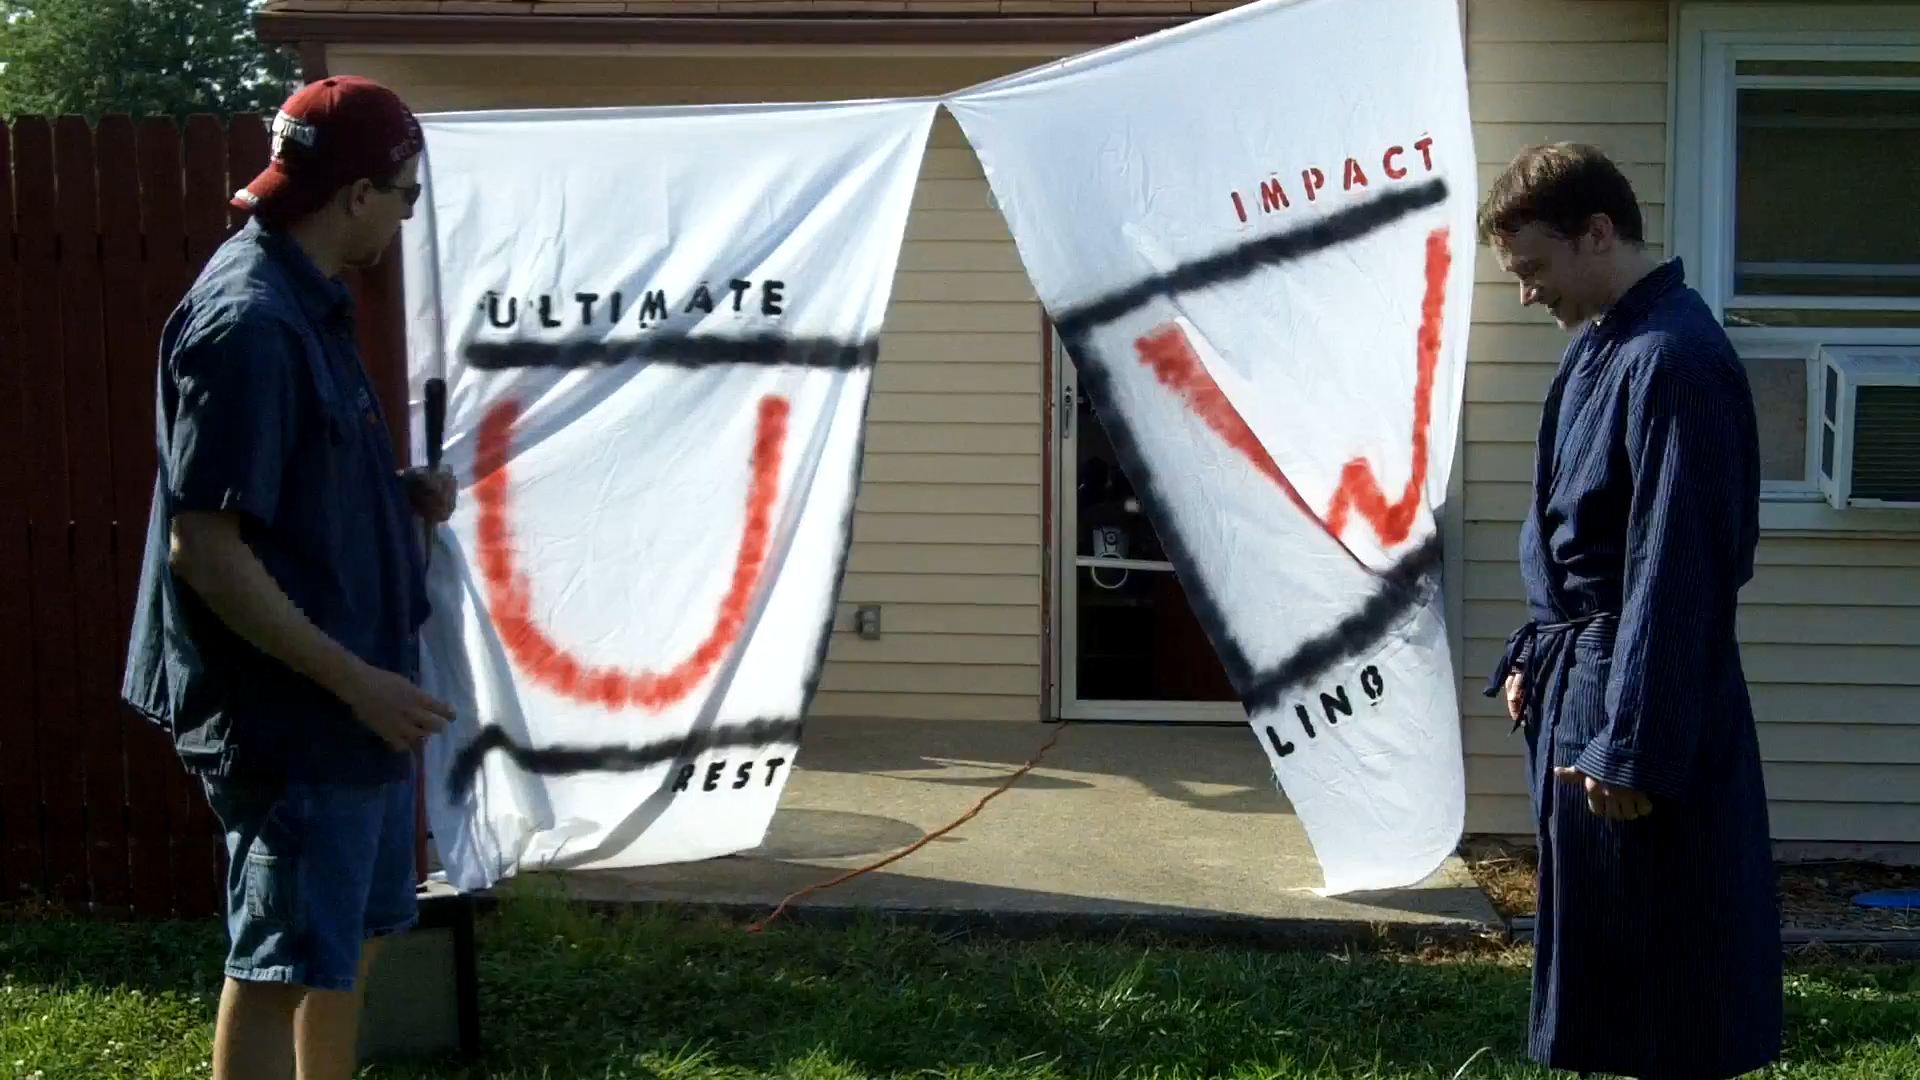 ULTIMATE
U
REST
IMPACT
W
LING